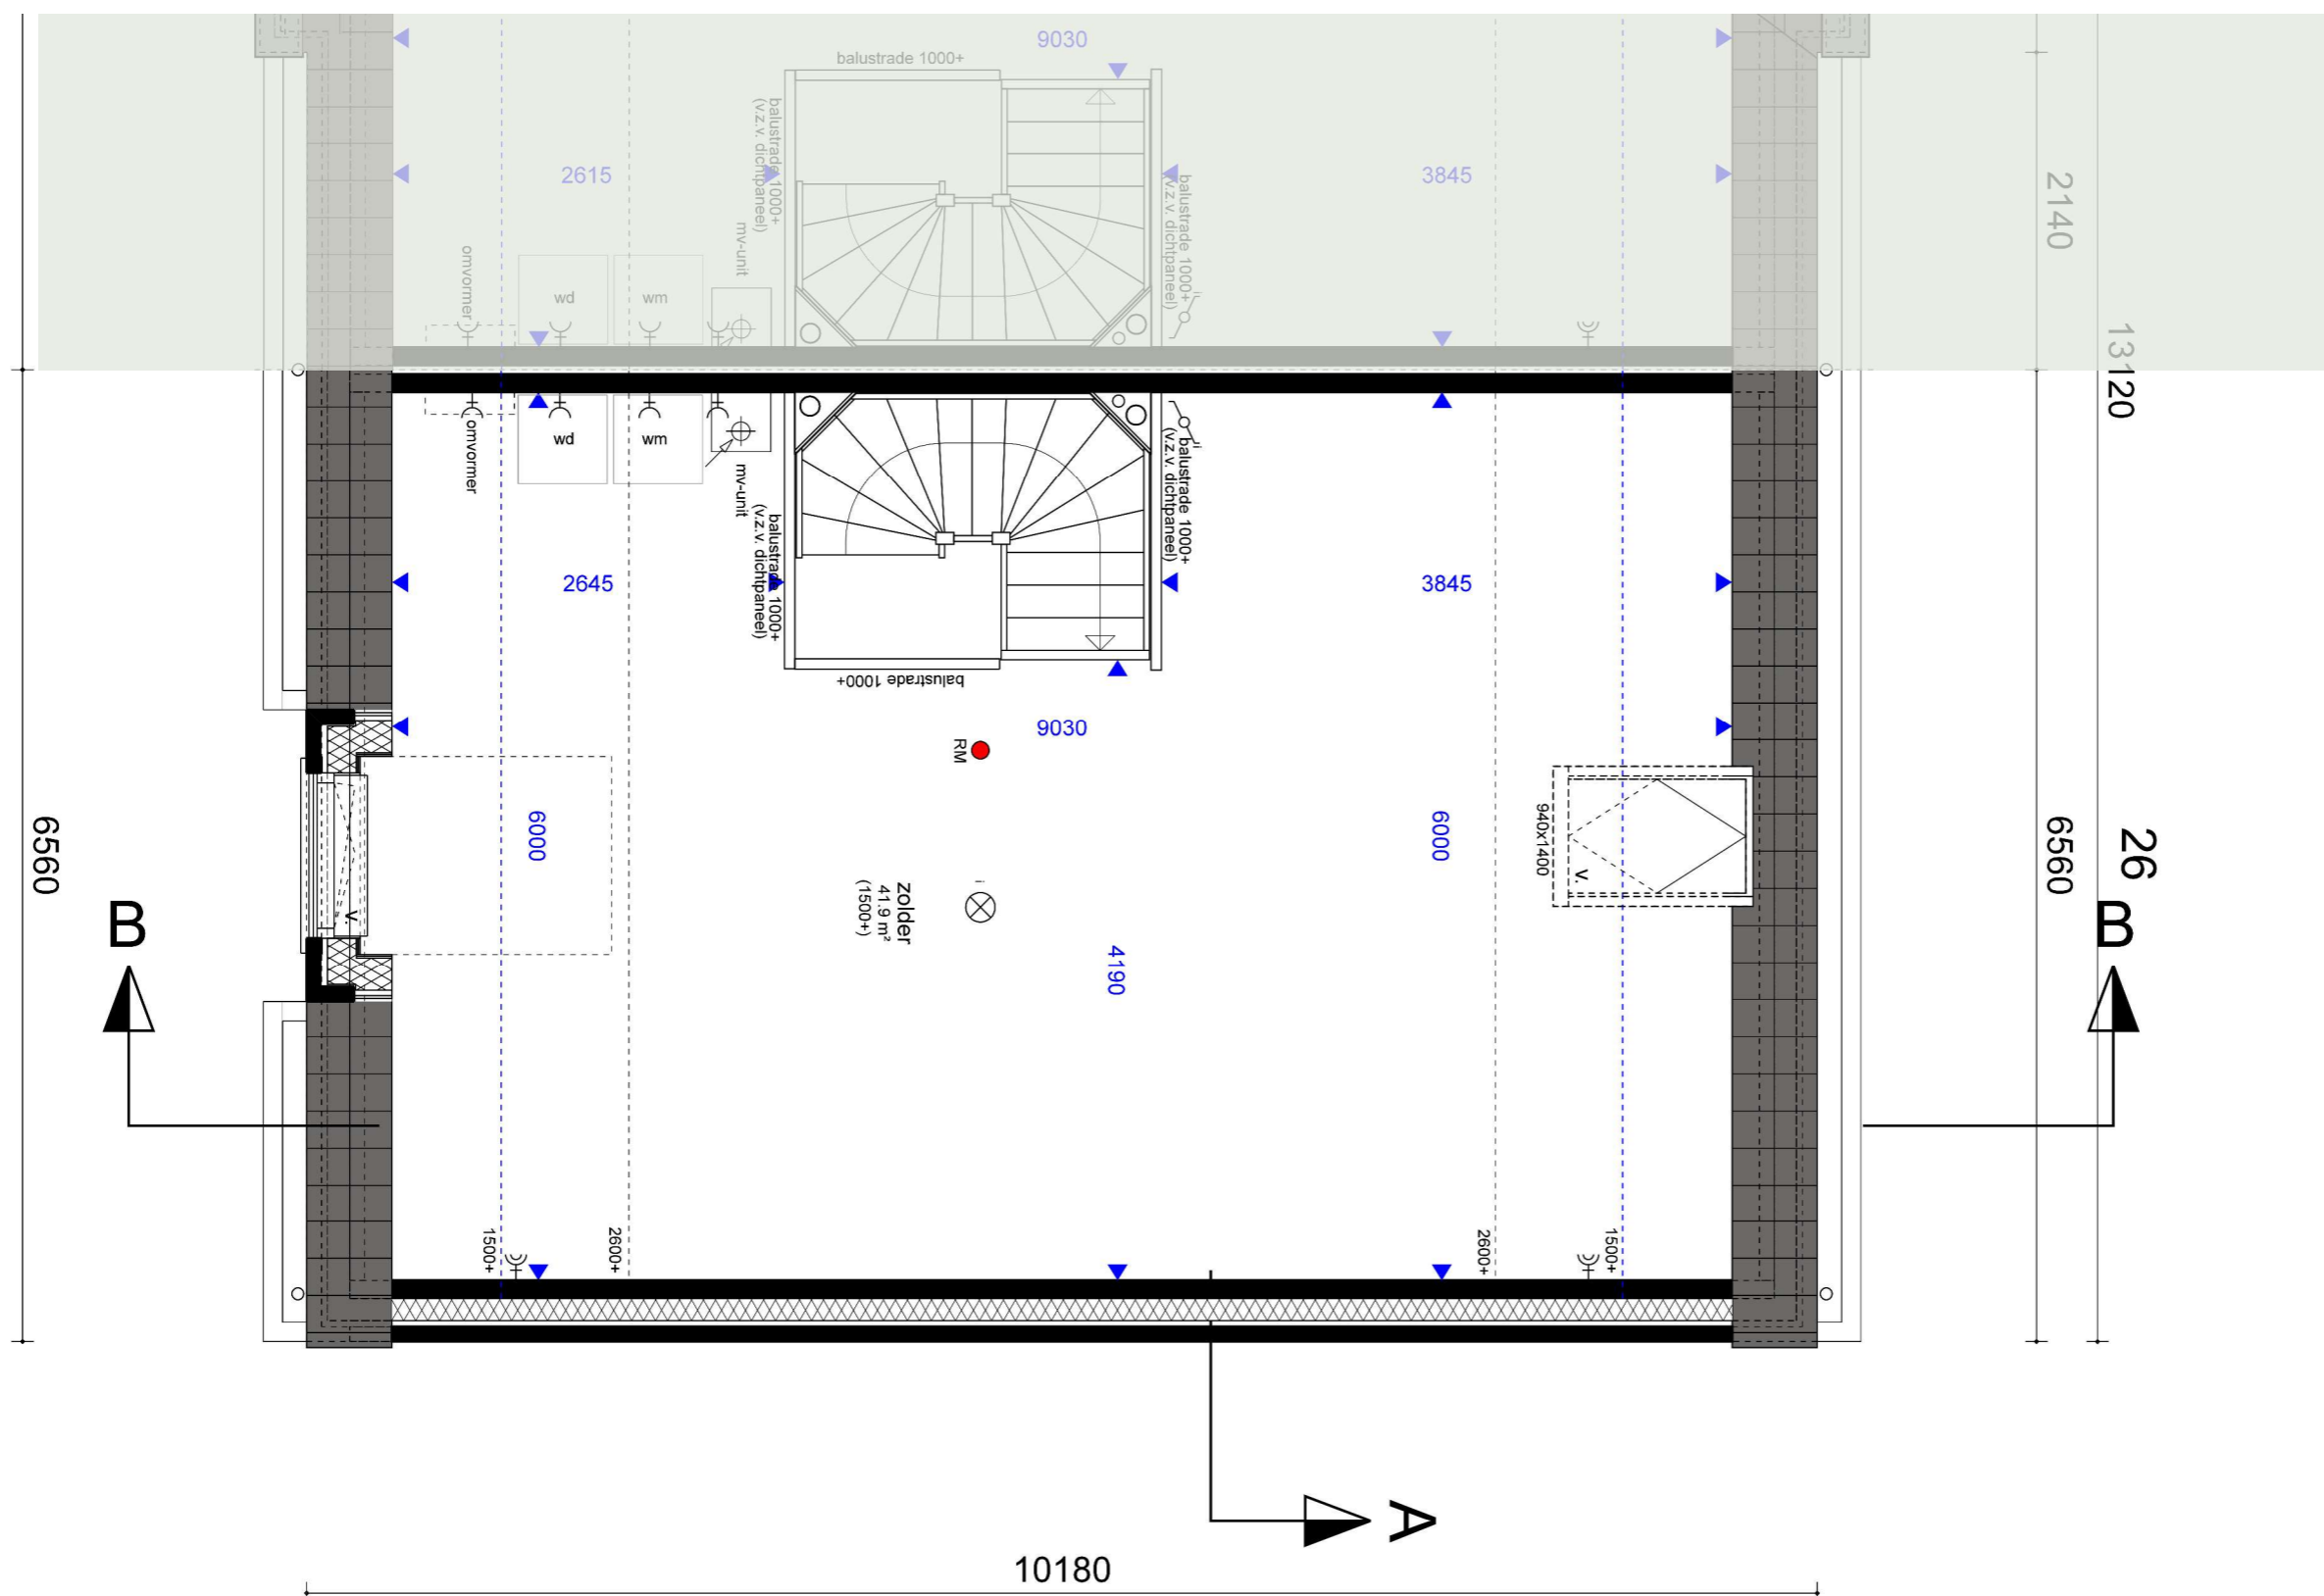 9030
balustrade 1000+
balustrade 1000+
(v.z.v. dichtpaneel)
2615
3845
balustrade 1000+
(v.z.v. dichtpaneel)
2140
omvormer
mv-unit
wd
wm
13120
i
wd
wm
omvormer
mv-unit
i
balustrade 1000+
(v.z.v. dichtpaneel)
balustrade 1000+
(v.z.v. dichtpaneel)
2645
3845
balustrade 1000+
9030
RM
6560
6000
6000
940x1400
v.
6560
26
v.
i
zolder
41.9 m²
(1500+)
B
B
4190
1500+
2600+
2600+
1500+
A
10180